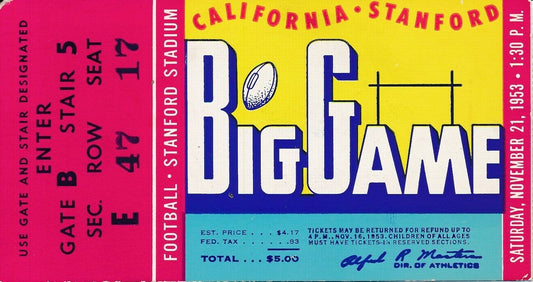 USE GATE AND STAIR DESIGNATED
ENTER
GATE B STAIR 5
SEC. ROW SEAT
E 47 17
FOOTBALL • STANFORD STADIUM
CALIFORNIA • STANFORD
BIG GAME
EST. PRICE . . . $4.17
FED. TAX . . . . . .83
TOTAL . . . $5.00
TICKETS MAY BE RETURNED FOR REFUND UP TO
4 P.M., NOV. 16, 1953. CHILDREN OF ALL AGES
MUST HAVE TICKETS IN RESERVED SECTIONS.
Alfred R. Masters
DIR. OF ATHLETICS
SATURDAY, NOVEMBER 21, 1953 • 1:30 P. M.